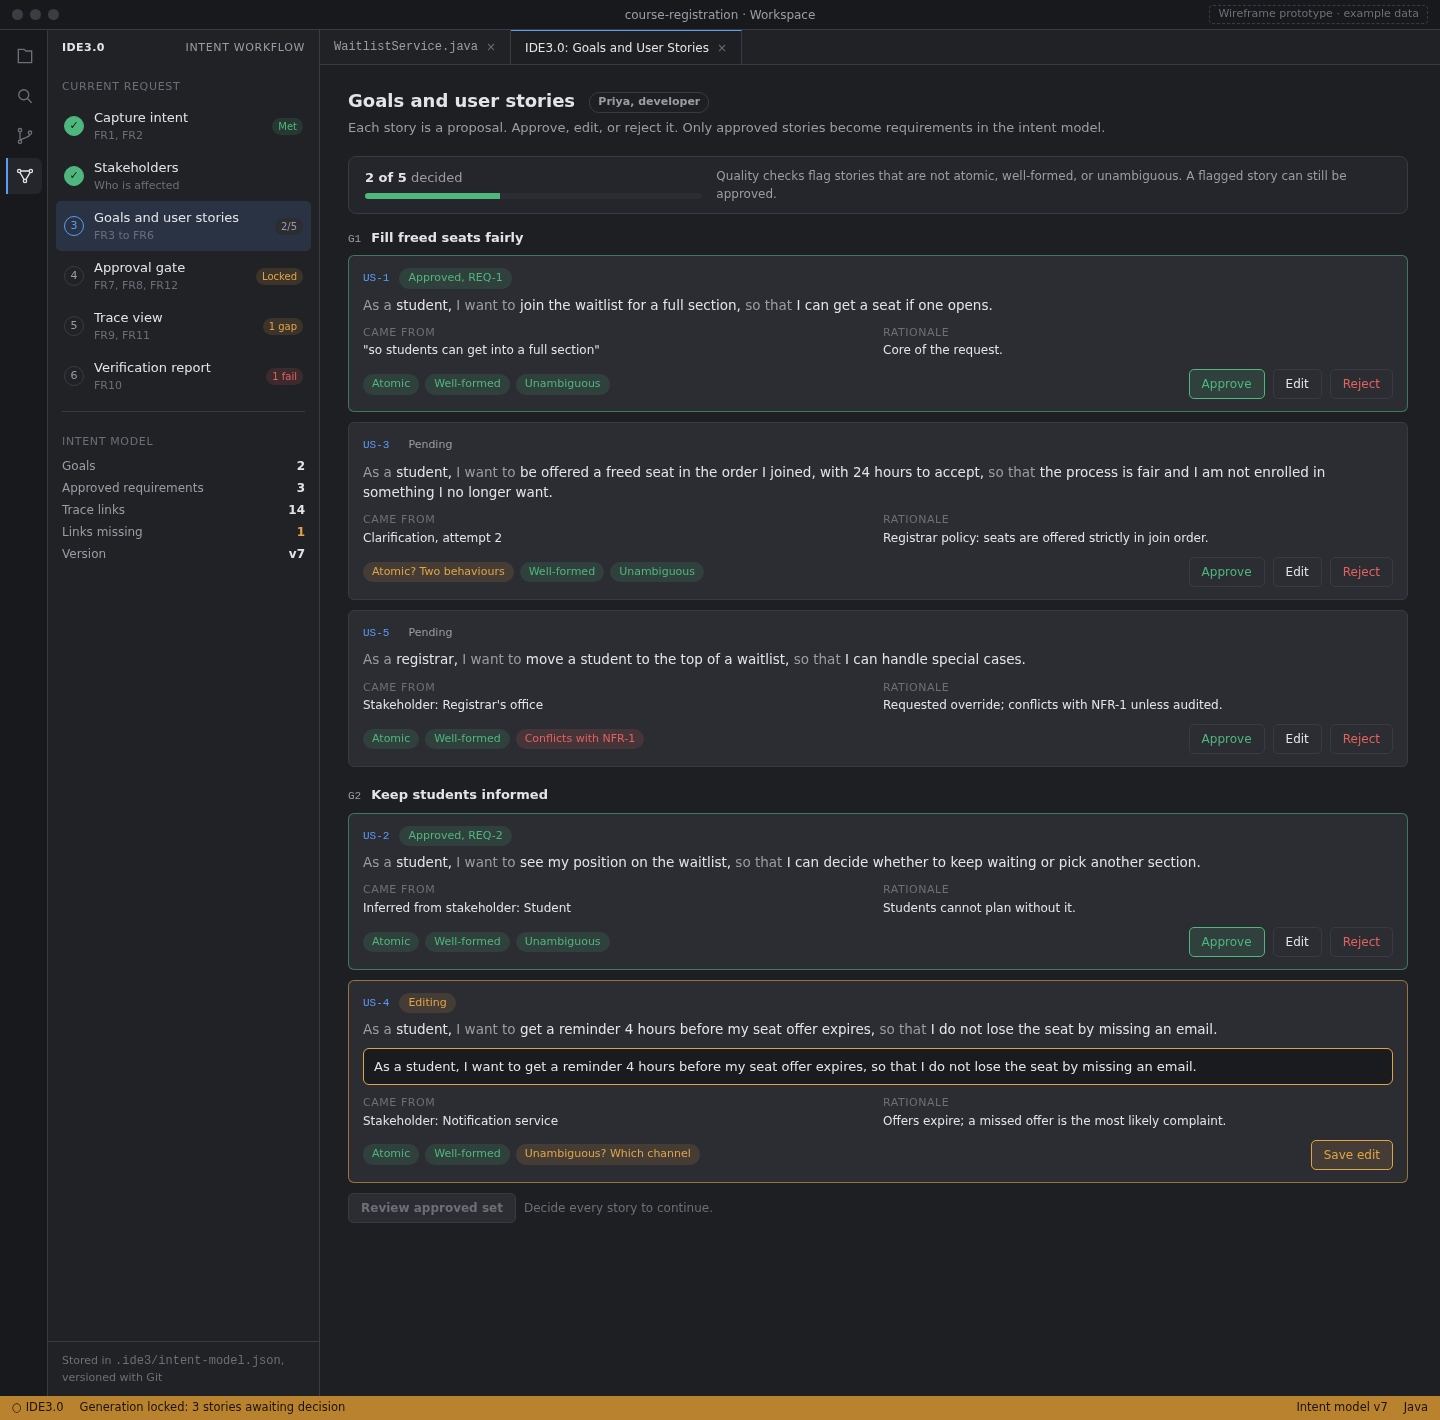 course-registration · Workspace
Wireframe prototype · example data
IDE3.0 INTENT WORKFLOW
CURRENT REQUEST
✓ Capture intent
FR1, FR2
Met
✓ Stakeholders
Who is affected
3 Goals and user stories
FR3 to FR6
2/5
4 Approval gate
FR7, FR8, FR12
Locked
5 Trace view
FR9, FR11
1 gap
6 Verification report
FR10
1 fail
INTENT MODEL
Goals 2
Approved requirements 3
Trace links 14
Links missing 1
Version v7
Stored in .ide3/intent-model.json,
versioned with Git
WaitlistService.java ×
IDE3.0: Goals and User Stories ×
Goals and user stories Priya, developer
Each story is a proposal. Approve, edit, or reject it. Only approved stories become requirements in the intent model.
2 of 5 decided
Quality checks flag stories that are not atomic, well-formed, or unambiguous. A flagged story can still be
approved.
G1 Fill freed seats fairly
US-1 Approved, REQ-1
As a student, I want to join the waitlist for a full section, so that I can get a seat if one opens.
CAME FROM RATIONALE
"so students can get into a full section" Core of the request.
Atomic Well-formed Unambiguous Approve Edit Reject
US-3 Pending
As a student, I want to be offered a freed seat in the order I joined, with 24 hours to accept, so that the process is fair and I am not enrolled in
something I no longer want.
CAME FROM RATIONALE
Clarification, attempt 2 Registrar policy: seats are offered strictly in join order.
Atomic? Two behaviours Well-formed Unambiguous Approve Edit Reject
US-5 Pending
As a registrar, I want to move a student to the top of a waitlist, so that I can handle special cases.
CAME FROM RATIONALE
Stakeholder: Registrar's office Requested override; conflicts with NFR-1 unless audited.
Atomic Well-formed Conflicts with NFR-1 Approve Edit Reject
G2 Keep students informed
US-2 Approved, REQ-2
As a student, I want to see my position on the waitlist, so that I can decide whether to keep waiting or pick another section.
CAME FROM RATIONALE
Inferred from stakeholder: Student Students cannot plan without it.
Atomic Well-formed Unambiguous Approve Edit Reject
US-4 Editing
As a student, I want to get a reminder 4 hours before my seat offer expires, so that I do not lose the seat by missing an email.
As a student, I want to get a reminder 4 hours before my seat offer expires, so that I do not lose the seat by missing an email.
CAME FROM RATIONALE
Stakeholder: Notification service Offers expire; a missed offer is the most likely complaint.
Atomic Well-formed Unambiguous? Which channel Save edit
Review approved set Decide every story to continue.
IDE3.0 Generation locked: 3 stories awaiting decision Intent model v7 Java